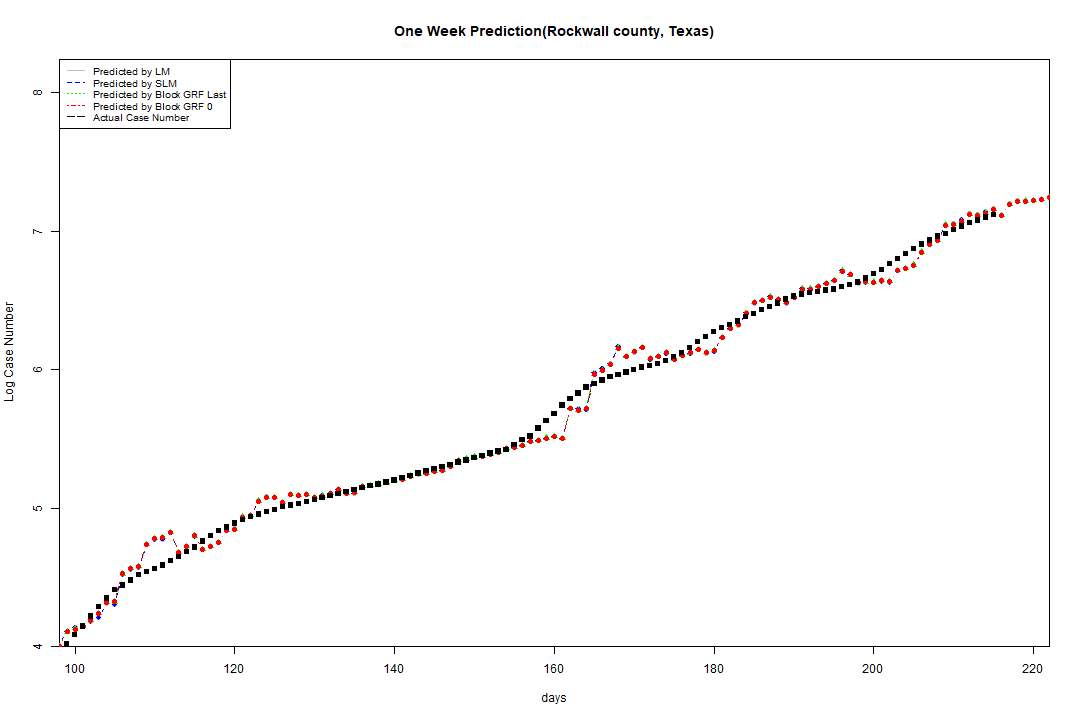 One Week Prediction(Rockwall county, Texas)
Predicted by LM
Predicted by SLM
Predicted by Block GRF Last
Predicted by Block GRF 0
Actual Case Number
8
7
6
5
4
Log Case Number
100 120 140 160 180 200 220
days